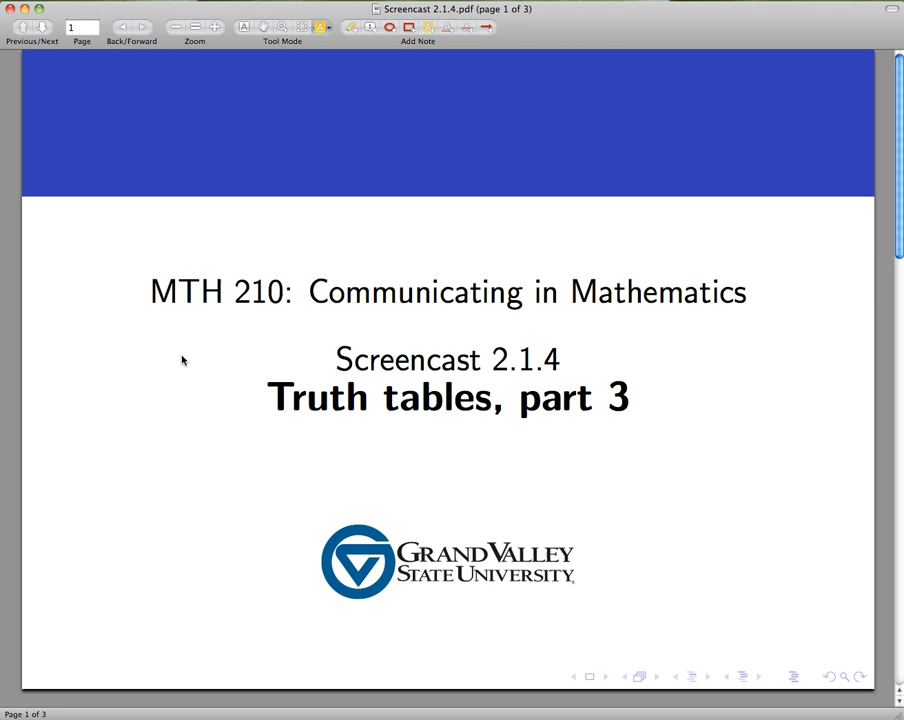 Screencast 2.1.4.pdf (page 1 of 3)
1
Previous/Next
Page
Back/Forward
Zoom
Tool Mode
Add Note
MTH 210: Communicating in Mathematics
Screencast 2.1.4
Truth tables, part 3
GRAND VALLEY
STATE UNIVERSITY
Page 1 of 3